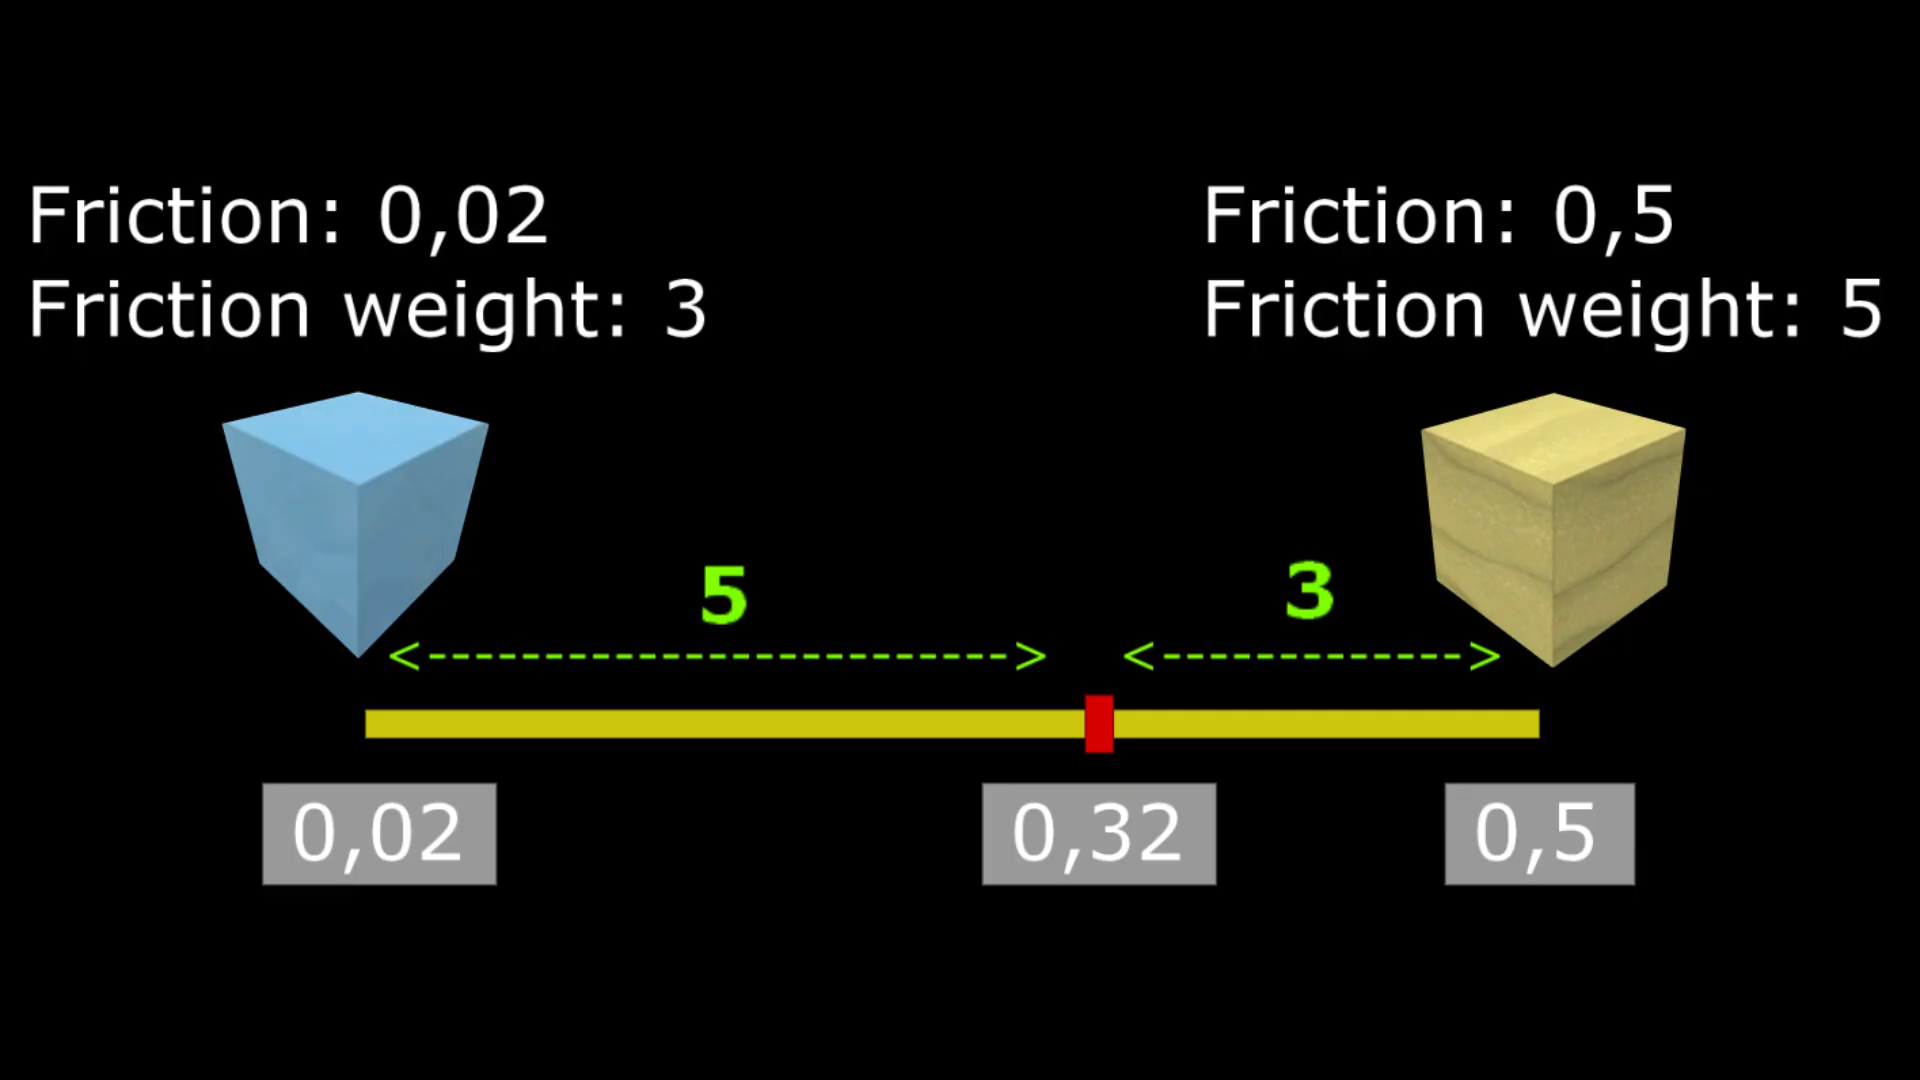 Friction: 0,02
Friction weight: 3
Friction: 0,5
Friction weight: 5
5
3
<-------------------->
<----------->
0,02
0,32
0,5